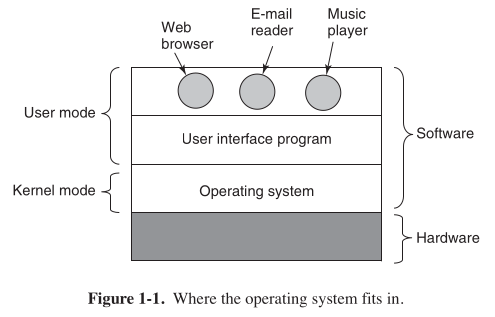 Web
browser
E-mail
reader
Music
player
User mode
User interface program
Software
Kernel mode
Operating system
Hardware
Figure 1-1. Where the operating system fits in.